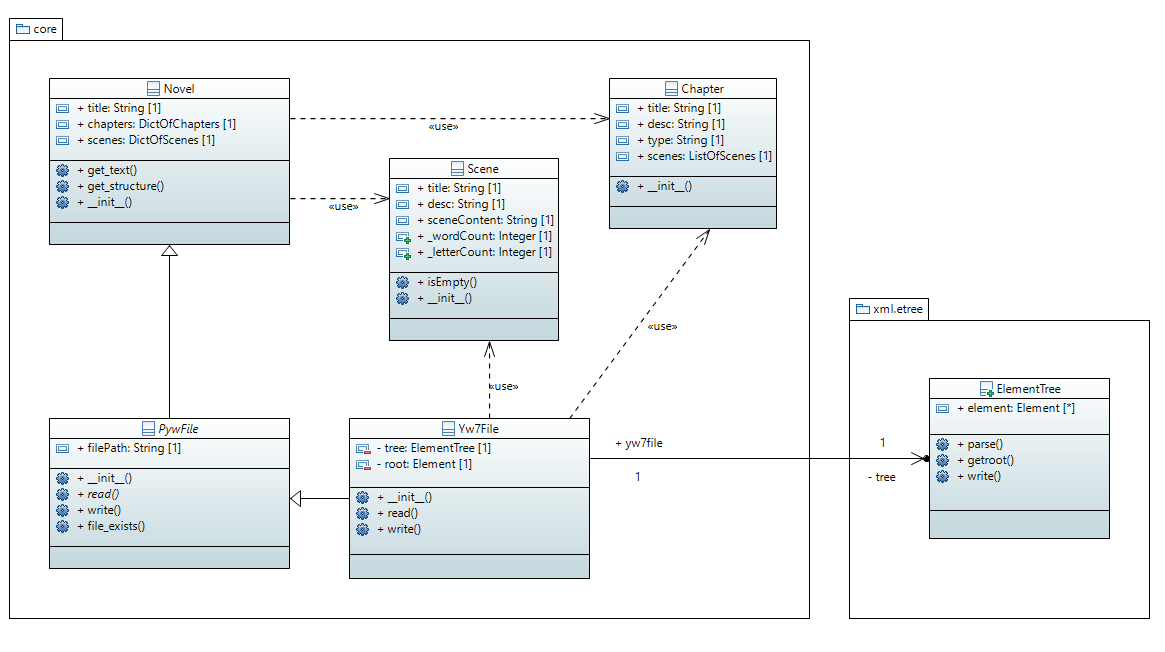 core
Novel
+ title: String [1]
+ chapters: DictOfChapters [1]
+ scenes: DictOfScenes [1]
+ get_text()
+ get_structure()
+ __init__()
«use»
«use»
Chapter
+ title: String [1]
+ desc: String [1]
+ type: String [1]
+ scenes: ListOfScenes [1]
+ __init__()
Scene
+ title: String [1]
+ desc: String [1]
+ sceneContent: String [1]
+ _wordCount: Integer [1]
+ _letterCount: Integer [1]
+ isEmpty()
+ __init__()
«use»
«use»
PywFile
+ filePath: String [1]
+ __init__()
+ read()
+ write()
+ file_exists()
Yw7File
- tree: ElementTree [1]
- root: Element [1]
+ __init__()
+ read()
+ write()
+ yw7file
1
1
- tree
xml.etree
ElementTree
+ element: Element [*]
+ parse()
+ getroot()
+ write()